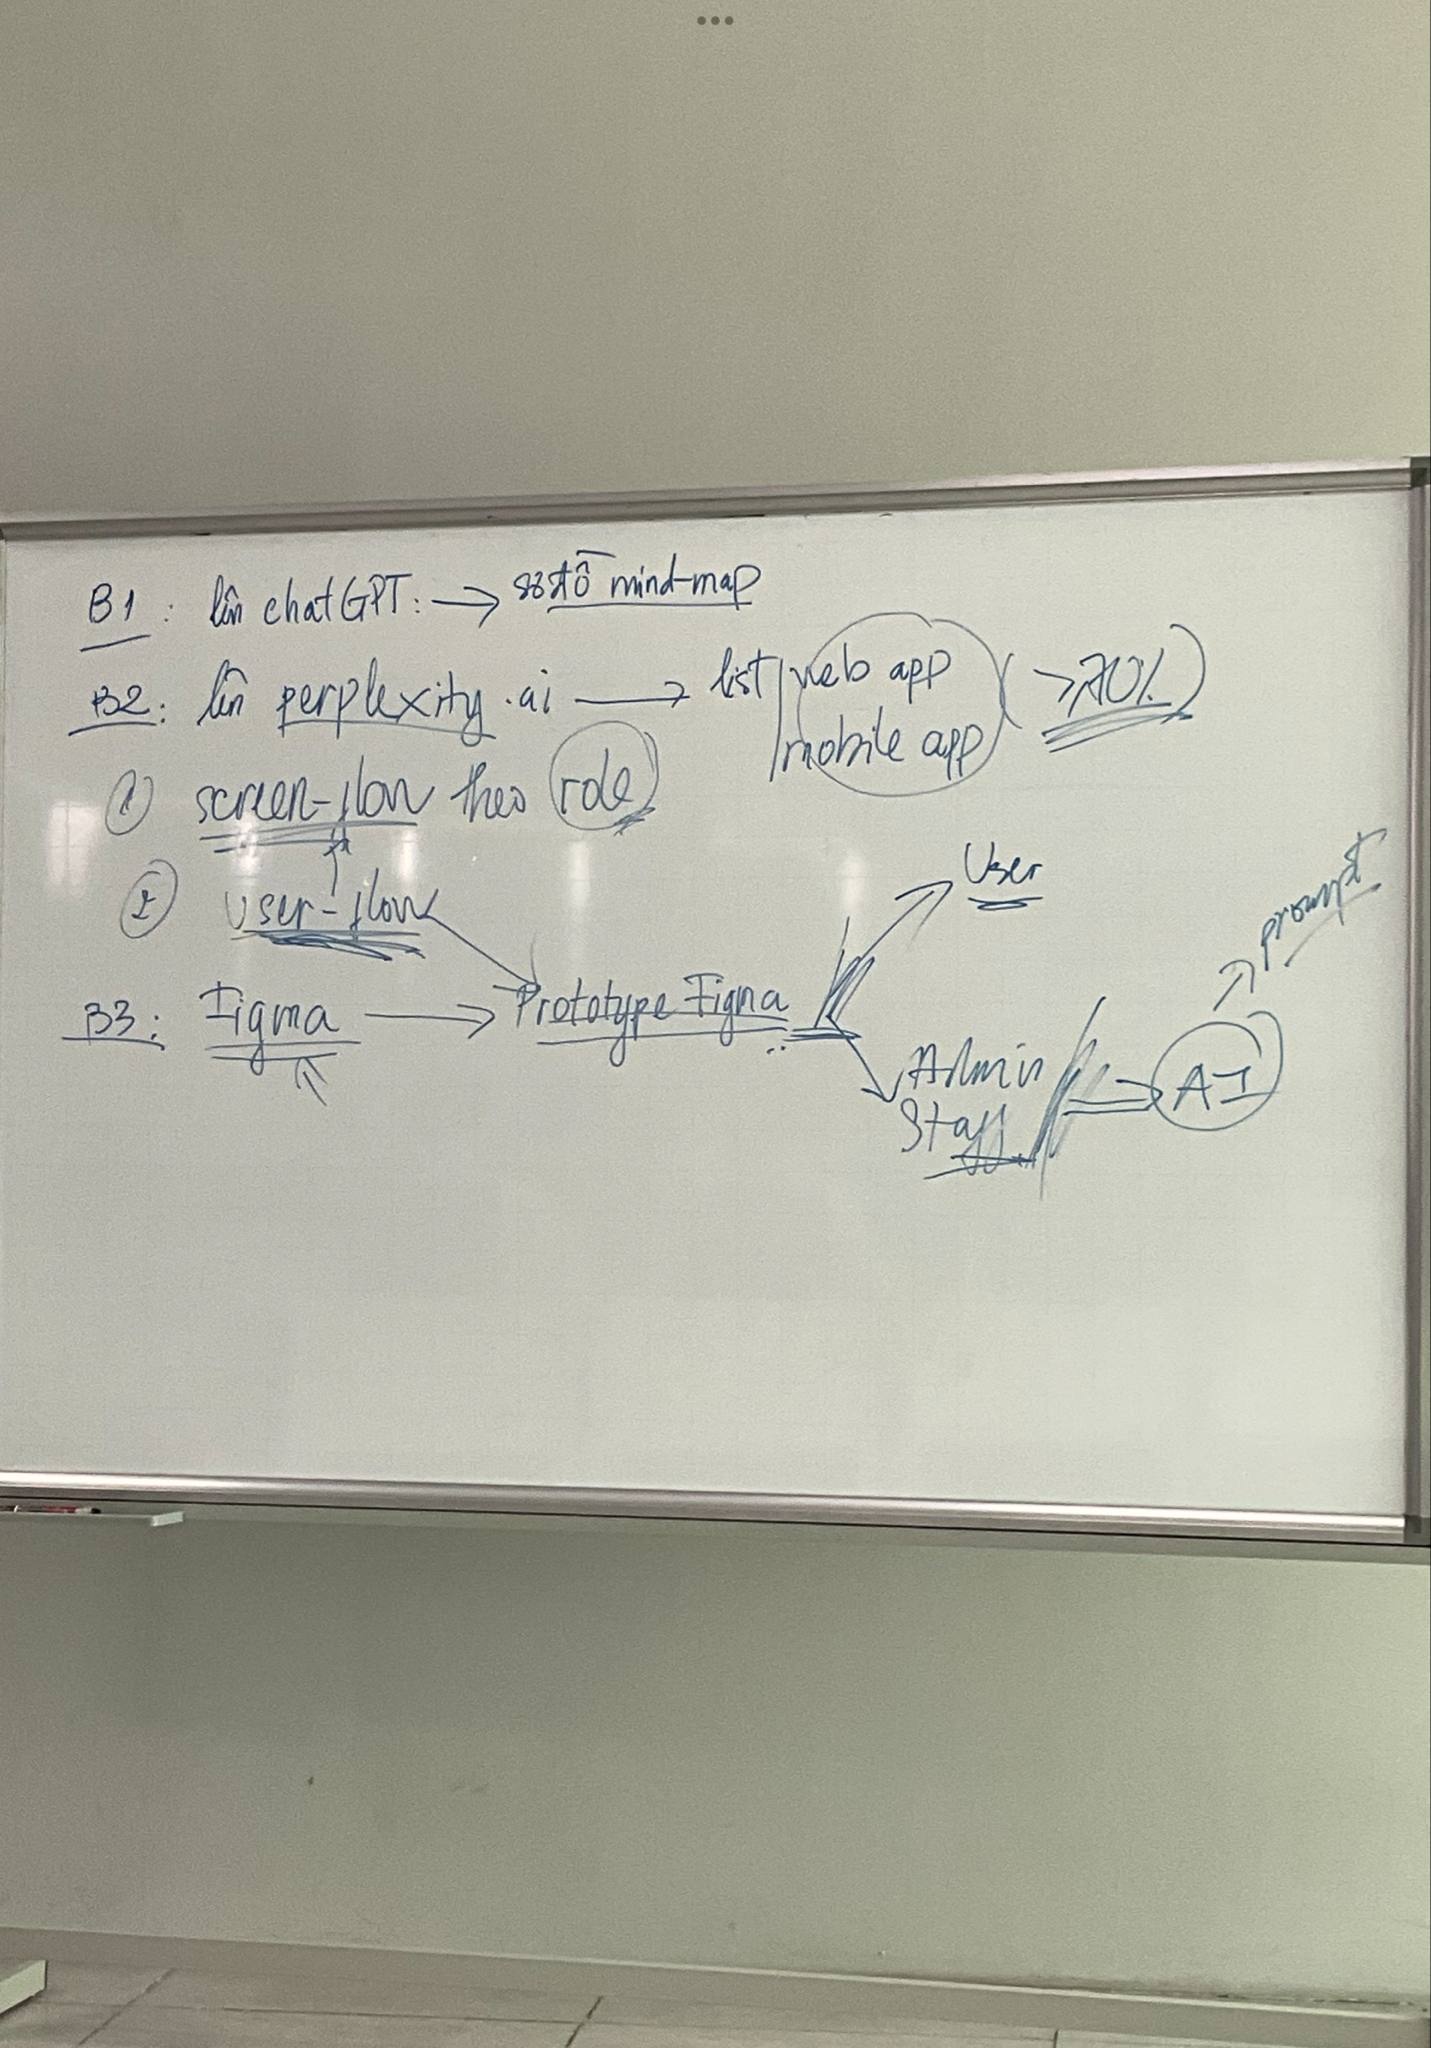 B1: lên chatGPT: → sơ đồ mind-map
B2: lên perplexity.ai → list web app (>70%)
mobile app
① screen-flow theo role
② User-flow
User
prompt
B3: Figma → Prototype Figma
Admin
Staff
AI